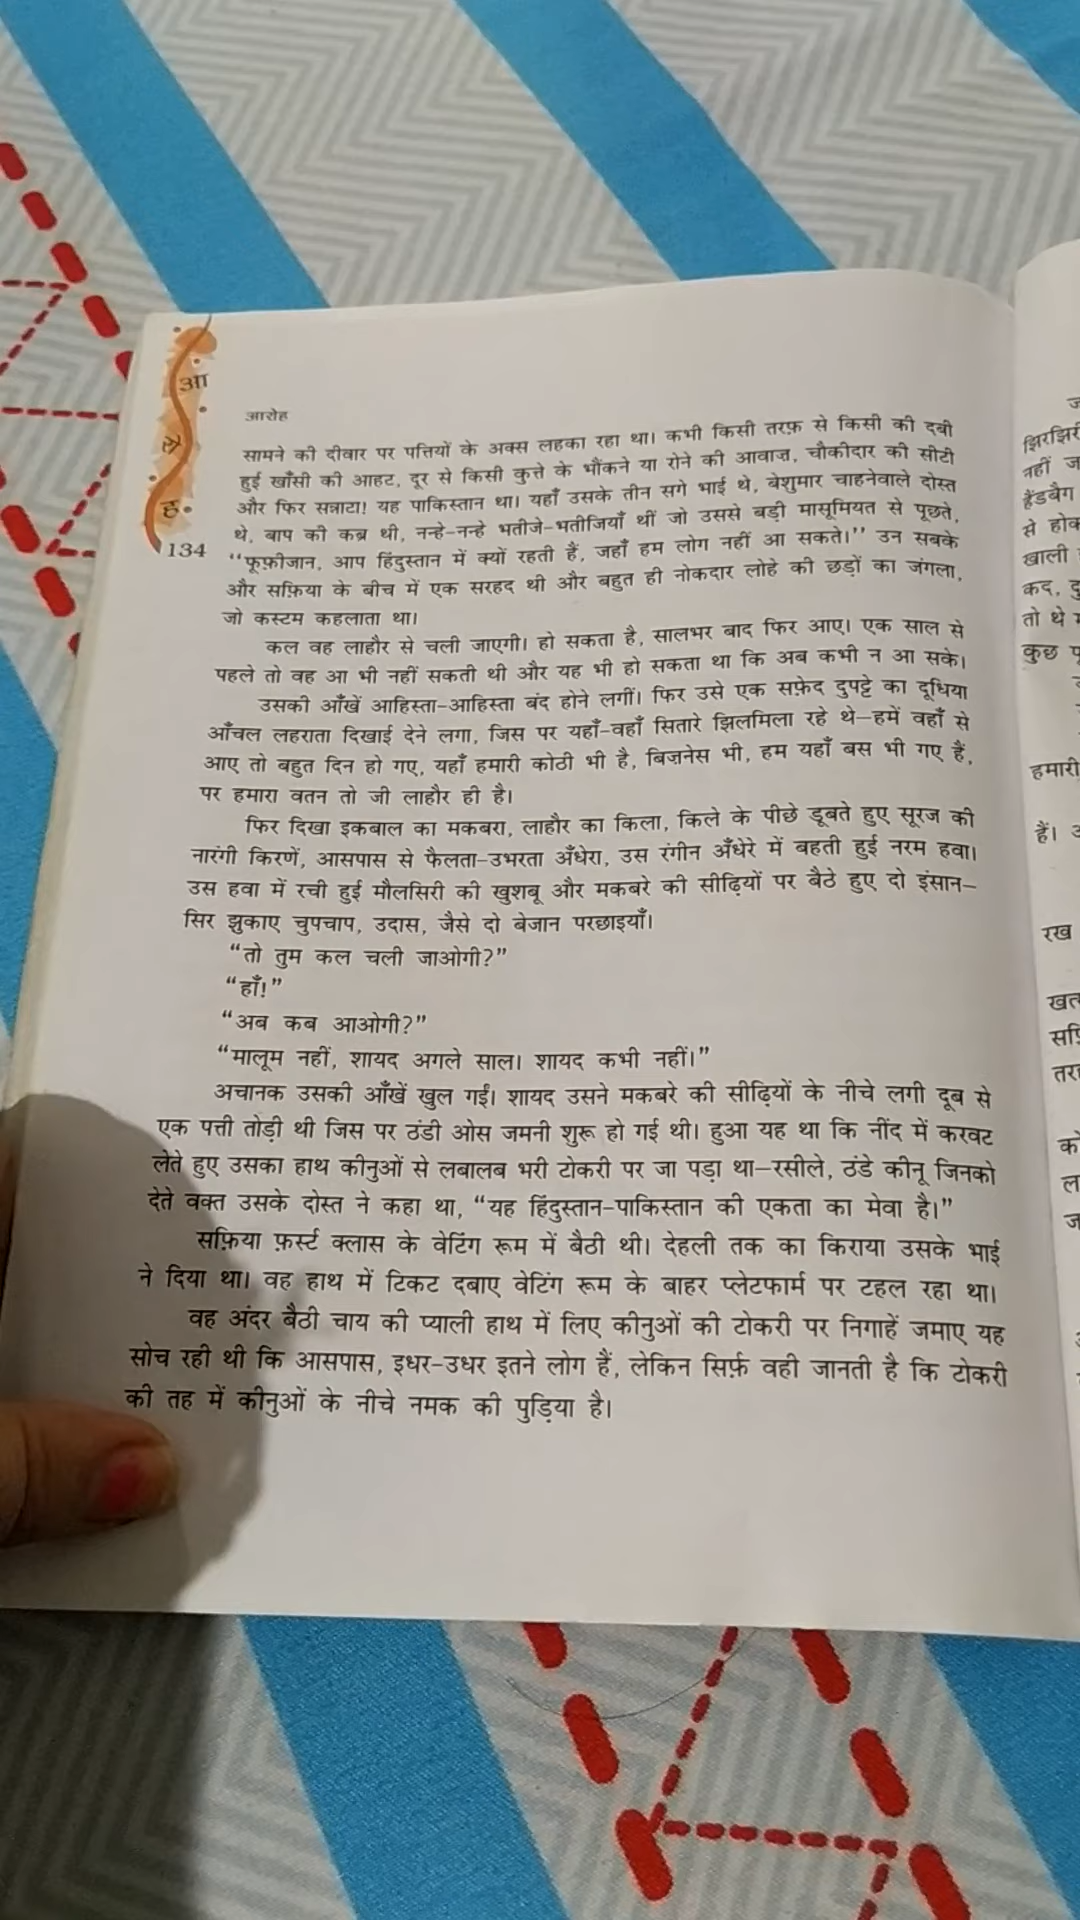 आ
रो
ह
134
आरोह
सामने की दीवार पर पत्तियों के अक्स लहका रहा था। कभी किसी तरफ़ से किसी की दबी
हुई खाँसी की आहट, दूर से किसी कुत्ते के भौंकने या रोने की आवाज़, चौकीदार की सीटी
और फिर सन्नाटा! यह पाकिस्तान था। यहाँ उसके तीन सगे भाई थे, बेशुमार चाहनेवाले दोस्त
थे, बाप की कब्र थी, नन्हे-नन्हे भतीजे-भतीजियाँ थीं जो उससे बड़ी मासूमियत से पूछते,
“फूफ़ीजान, आप हिंदुस्तान में क्यों रहती हैं, जहाँ हम लोग नहीं आ सकते।” उन सबके
और सफ़िया के बीच में एक सरहद थी और बहुत ही नोकदार लोहे की छड़ों का जंगला,
जो कस्टम कहलाता था।
कल वह लाहौर से चली जाएगी। हो सकता है, सालभर बाद फिर आए। एक साल से
पहले तो वह आ भी नहीं सकती थी और यह भी हो सकता था कि अब कभी न आ सके।
उसकी आँखें आहिस्ता-आहिस्ता बंद होने लगीं। फिर उसे एक सफ़ेद दुपट्टे का दूधिया
आँचल लहराता दिखाई देने लगा, जिस पर यहाँ-वहाँ सितारे झिलमिला रहे थे—हमें वहाँ से
आए तो बहुत दिन हो गए, यहाँ हमारी कोठी भी है, बिज़नेस भी, हम यहाँ बस भी गए हैं,
पर हमारा वतन तो जी लाहौर ही है।
फिर दिखा इकबाल का मकबरा, लाहौर का किला, किले के पीछे डूबते हुए सूरज की
नारंगी किरणें, आसपास से फैलता-उभरता अँधेरा, उस रंगीन अँधेरे में बहती हुई नरम हवा।
उस हवा में रची हुई मौलसिरी की खुशबू और मकबरे की सीढ़ियों पर बैठे हुए दो इंसान—
सिर झुकाए चुपचाप, उदास, जैसे दो बेजान परछाइयाँ।
“तो तुम कल चली जाओगी?”
“हाँ!”
“अब कब आओगी?”
“मालूम नहीं, शायद अगले साल। शायद कभी नहीं।”
अचानक उसकी आँखें खुल गईं। शायद उसने मकबरे की सीढ़ियों के नीचे लगी दूब से
एक पत्ती तोड़ी थी जिस पर ठंडी ओस जमनी शुरू हो गई थी। हुआ यह था कि नींद में करवट
लेते हुए उसका हाथ कीनुओं से लबालब भरी टोकरी पर जा पड़ा था—रसीले, ठंडे कीनू जिनको
देते वक्त उसके दोस्त ने कहा था, “यह हिंदुस्तान-पाकिस्तान की एकता का मेवा है।”
सफ़िया फ़र्स्ट क्लास के वेटिंग रूम में बैठी थी। देहली तक का किराया उसके भाई
ने दिया था। वह हाथ में टिकट दबाए वेटिंग रूम के बाहर प्लेटफार्म पर टहल रहा था।
वह अंदर बैठी चाय की प्याली हाथ में लिए कीनुओं की टोकरी पर निगाहें जमाए यह
सोच रही थी कि आसपास, इधर-उधर इतने लोग हैं, लेकिन सिर्फ़ वही जानती है कि टोकरी
की तह में कीनुओं के नीचे नमक की पुड़िया है।
नहीं
हैंडबैग
से
खाली
कद,
तो थे
कुछ
हमारी
हैं।
रख